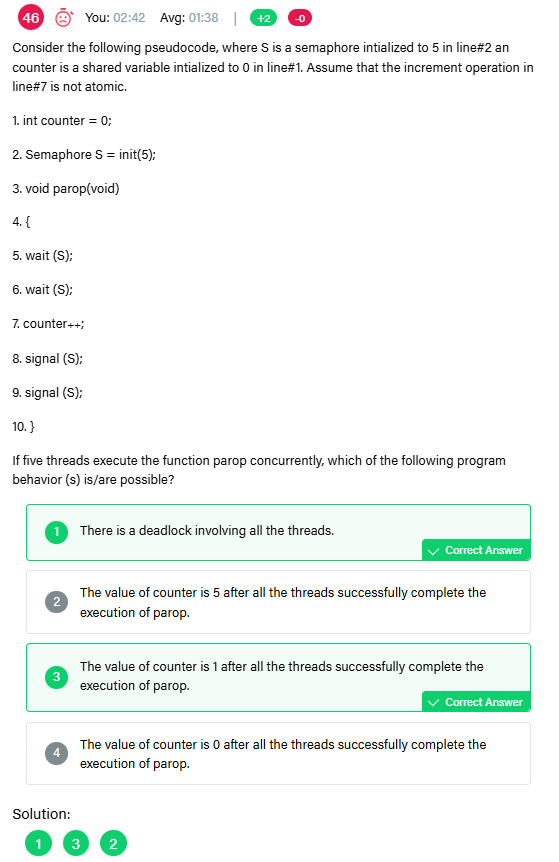 46 You: 02:42 Avg: 01:38 | +2 -0
Consider the following pseudocode, where S is a semaphore intialized to 5 in line#2 an
counter is a shared variable intialized to 0 in line#1. Assume that the increment operation in
line#7 is not atomic.
1. int counter = 0;
2. Semaphore S = init(5);
3. void parop(void)
4. {
5. wait (S);
6. wait (S);
7. counter++;
8. signal (S);
9. signal (S);
10. }
If five threads execute the function parop concurrently, which of the following program
behavior (s) is/are possible?
1 There is a deadlock involving all the threads.
Correct Answer
2 The value of counter is 5 after all the threads successfully complete the
execution of parop.
3 The value of counter is 1 after all the threads successfully complete the
execution of parop.
Correct Answer
4 The value of counter is 0 after all the threads successfully complete the
execution of parop.
Solution:
1 3 2